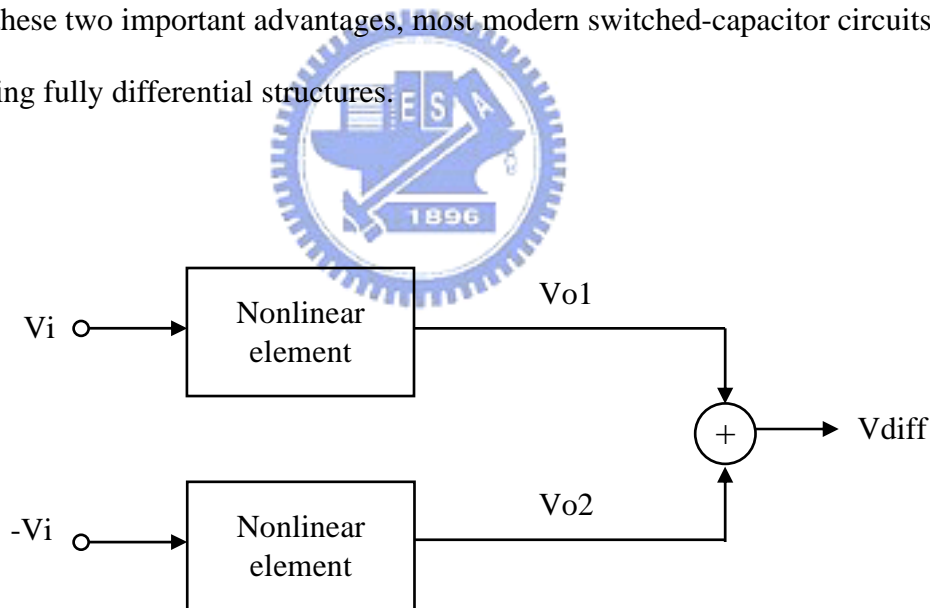 hese two important advantages, most modern switched-capacitor circuits
ing fully differential structures.
E S A
1896
Vo1
Vi
Nonlinear
element
+
Vdiff
Vo2
-Vi
Nonlinear
element